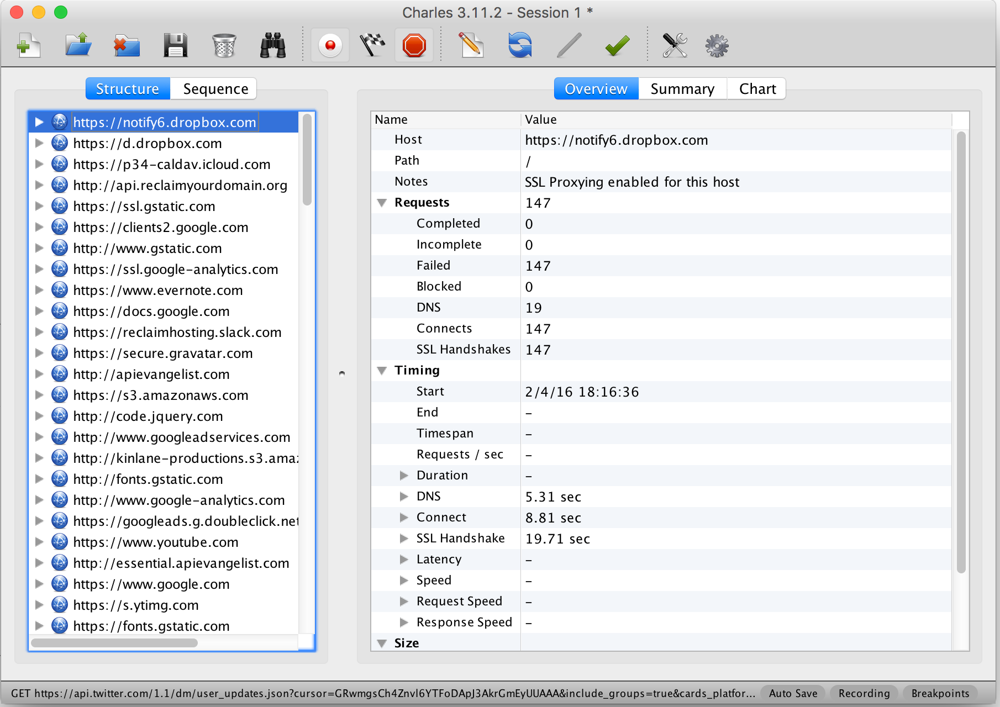 Charles 3.11.2 - Session 1 *
Structure
Sequence
Overview
Summary
Chart
https://notify6.dropbox.com
https://d.dropbox.com
https://p34-caldav.icloud.com
http://api.reclaimyourdomain.org
https://ssl.gstatic.com
https://clients2.google.com
http://www.gstatic.com
https://ssl.google-analytics.com
https://www.evernote.com
https://docs.google.com
https://reclaimhosting.slack.com
https://secure.gravatar.com
http://apievangelist.com
https://s3.amazonaws.com
http://code.jquery.com
http://www.googleadservices.com
http://kinlane-productions.s3.amaz
http://fonts.gstatic.com
http://www.google-analytics.com
https://googleads.g.doubleclick.net
https://www.youtube.com
http://essential.apievangelist.com
https://www.google.com
https://s.ytimg.com
https://fonts.gstatic.com
Name Value
Host https://notify6.dropbox.com
Path /
Notes SSL Proxying enabled for this host
Requests 147
Completed 0
Incomplete 0
Failed 147
Blocked 0
DNS 19
Connects 147
SSL Handshakes 147
Timing
Start 2/4/16 18:16:36
End –
Timespan –
Requests / sec –
Duration –
DNS 5.31 sec
Connect 8.81 sec
SSL Handshake 19.71 sec
Latency –
Speed –
Request Speed –
Response Speed –
Size
GET https://api.twitter.com/1.1/dm/user_updates.json?cursor=GRwmgsCh4Znvl6YTFoDApJ3AkrGmEyUUAAA&include_groups=true&cards_platfor...
Auto Save
Recording
Breakpoints